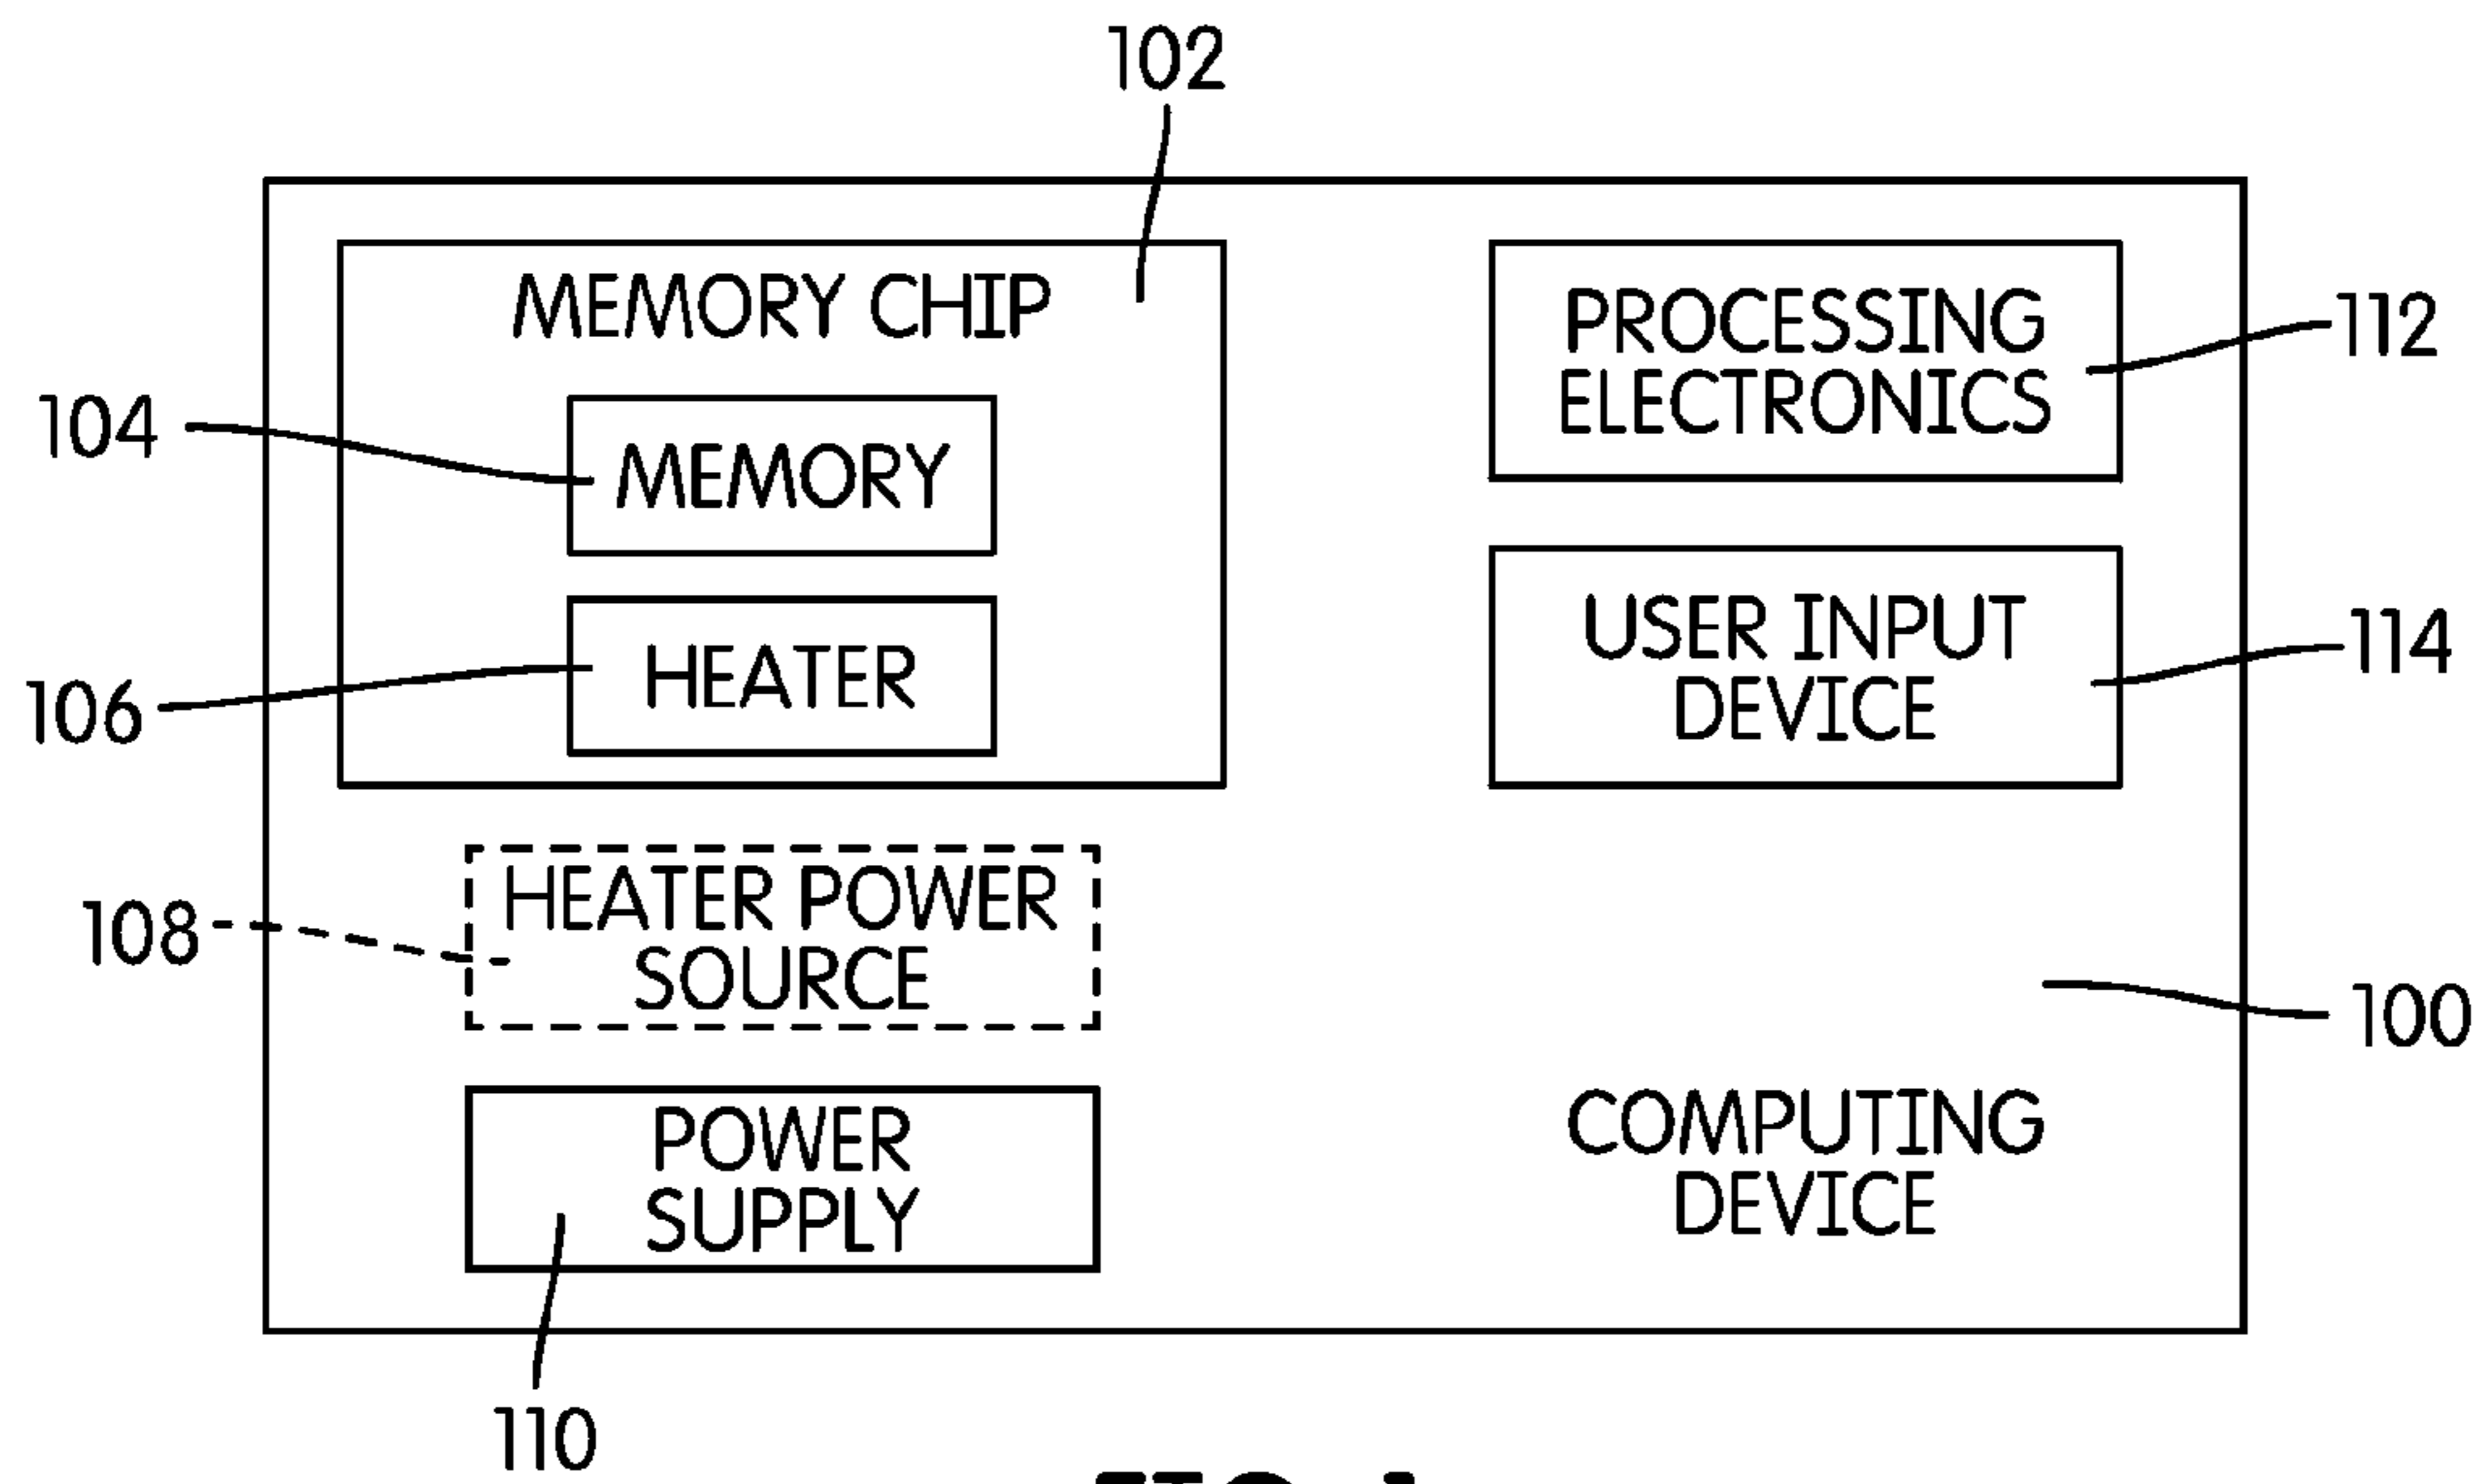 102
MEMORY CHIP
104
MEMORY
106
HEATER
108
HEATER POWER
SOURCE
110
POWER
SUPPLY
PROCESSING
ELECTRONICS
112
USER INPUT
DEVICE
114
100
COMPUTING
DEVICE